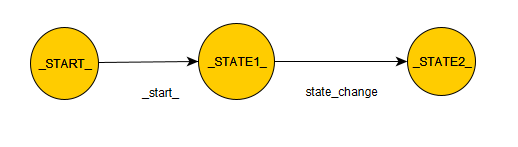 _START_
_STATE1_
_STATE2_
_start_
state_change